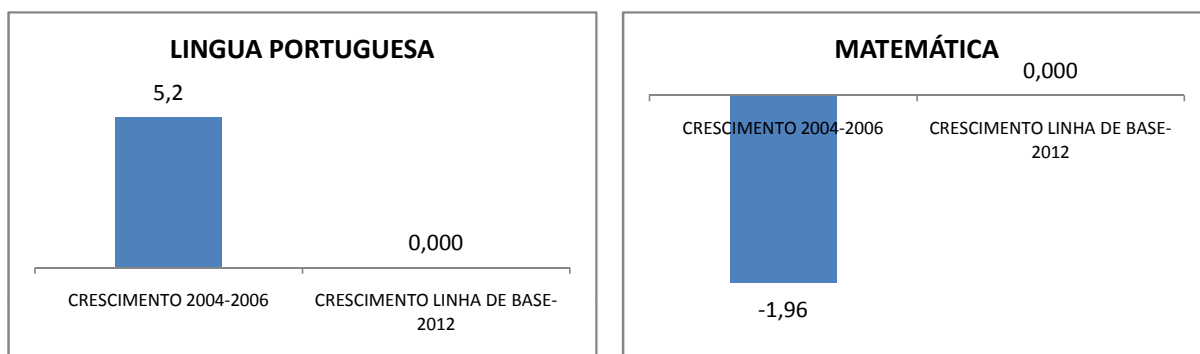 LINGUA PORTUGUESA
5,2
0,000
CRESCIMENTO 2004-2006
CRESCIMENTO LINHA DE BASE-
2012
MATEMÁTICA
0,000
CRESCIMENTO 2004-2006
CRESCIMENTO LINHA DE BASE-
2012
-1,96